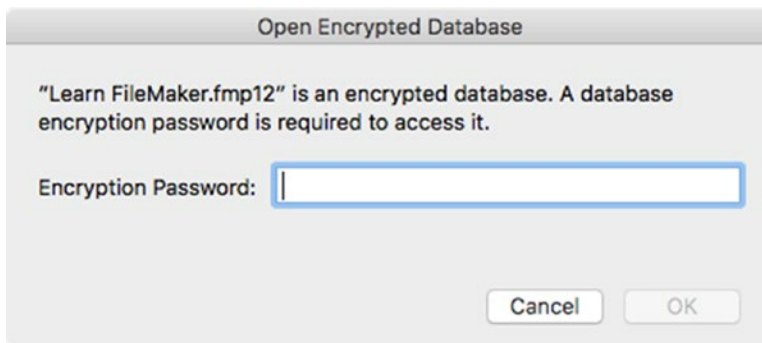 Open Encrypted Database
“Learn FileMaker.fmp12” is an encrypted database. A database
encryption password is required to access it.
Encryption Password:
Cancel OK